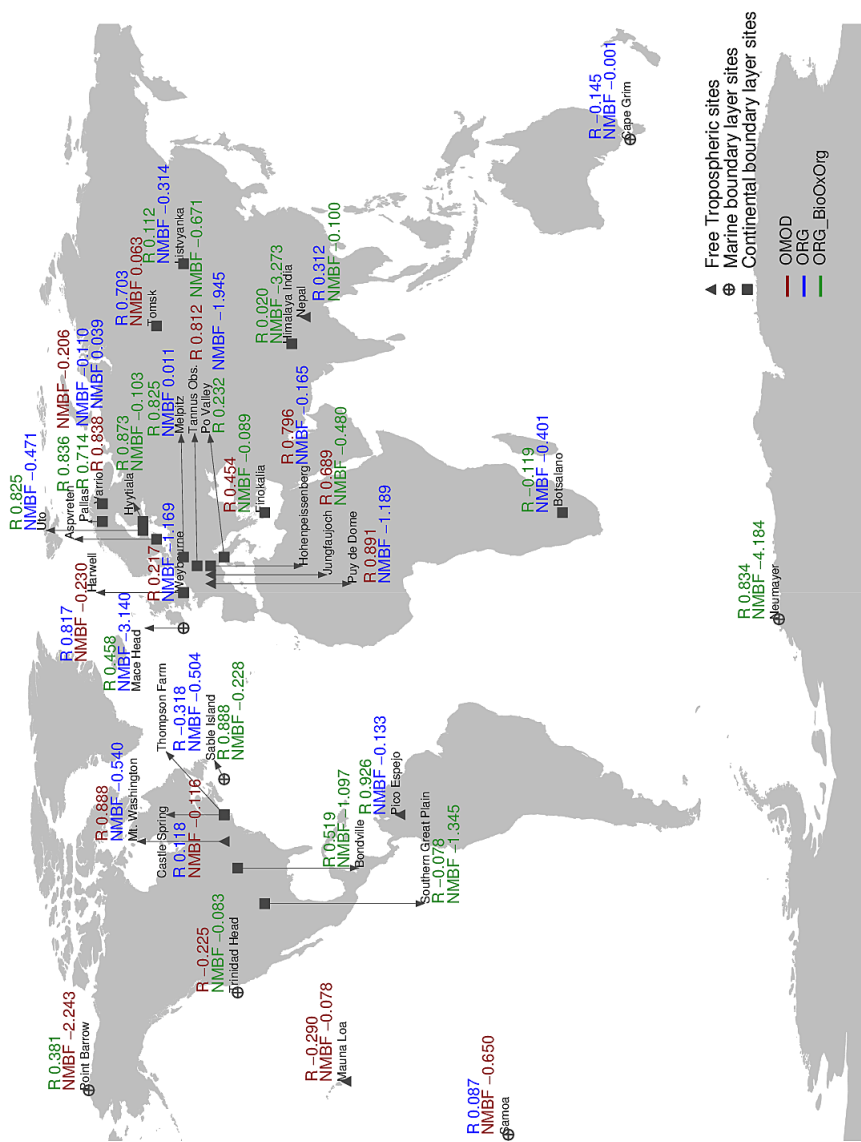 R 0.381
NMBF −2.243
Point Barrow
R −0.290
NMBF −0.078
Mauna Loa
R 0.087
NMBF −0.650
Samoa
R −0.225
NMBF −0.083
Trinidad Head
R 0.888
NMBF −0.540
Mt. Washington
Castle Spring
R 0.118
NMBF −0.116
Thompson Farm
R −0.318
NMBF −0.504
Sable Island
R 0.888
NMBF −0.228
R 0.519
NMBF −1.097
Bondville
R 0.926
NMBF −0.133
Pico Espejo
Southern Great Plain
R −0.078
NMBF −1.345
R 0.817
NMBF −0.230
Harwell
R 0.458
NMBF −3.140
Mace Head
R 0.217
NMBF −1.169
Weybourne
R 0.825
NMBF −0.471
Uto
R 0.836 NMBF −0.206
Aspvreten
R 0.714 NMBF −0.110
Pallas
R 0.838 NMBF 0.039
Varrio
R 0.873
NMBF −0.103
Hyytiala
R 0.825
NMBF 0.011
Melpitz
Tannus Obs. R 0.812 NMBF −0.671
Po Valley
R 0.232 NMBF −1.945
R 0.703
NMBF 0.063
Tomsk
R 0.112
NMBF −0.314
Listvyanka
R 0.020
NMBF −3.273
Himalaya India
Nepal
R 0.312
NMBF −0.100
R 0.454
NMBF −0.089
Finokalia
R 0.796
NMBF −0.165
Hohenpeissenberg
R 0.689
NMBF −0.480
Jungfraujoch
Puy de Dome
R 0.891
NMBF −1.189
R −0.119
NMBF −0.401
Botsalano
R −0.145
NMBF −0.001
Cape Grim
R 0.834
NMBF −4.184
Neumayer
Free Tropospheric sites
Marine boundary layer sites
Continental boundary layer sites
OMOD
ORG
ORG_BioOxOrg